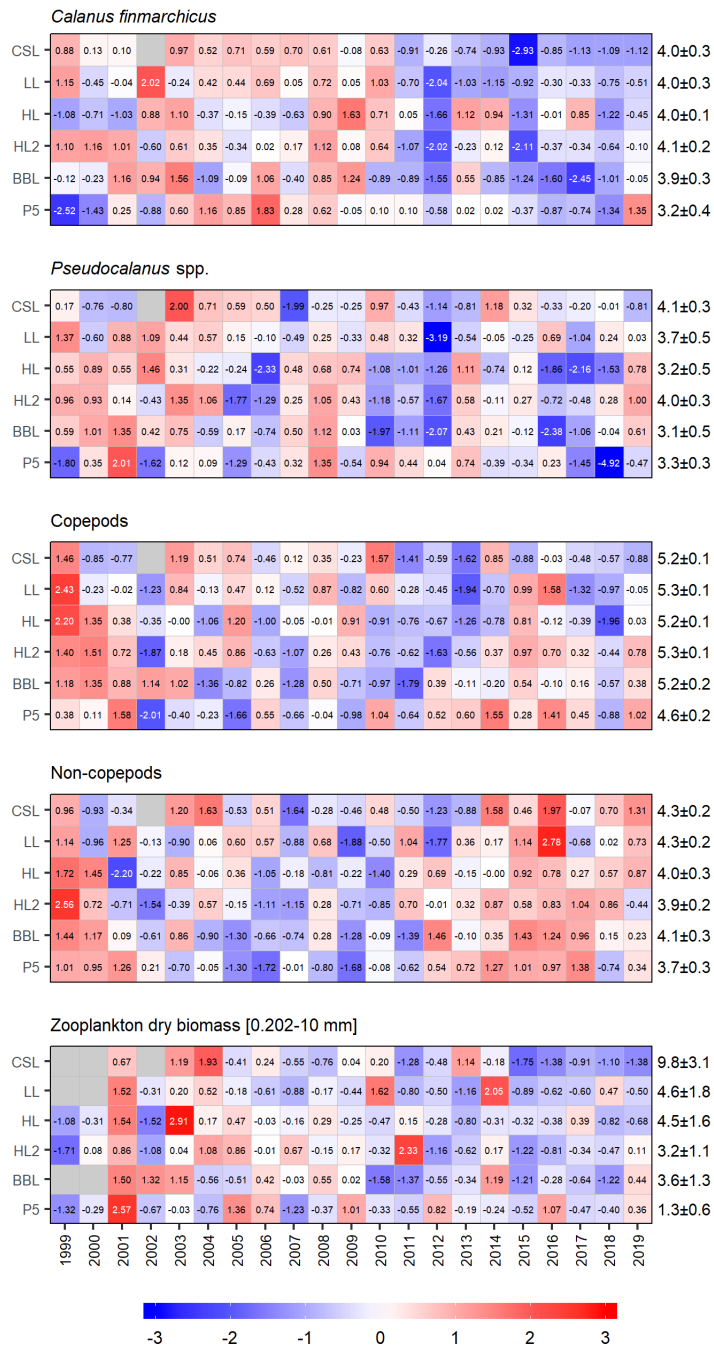 Calanus finmarchicus
CSL 0.88 0.13 0.10 0.97 0.52 0.71 0.59 0.70 0.61 -0.08 0.63 -0.91 -0.26 -0.74 -0.93 -2.93 -0.85 -1.13 -1.09 -1.12 4.0±0.3
LL 1.15 -0.45 -0.04 2.02 -0.24 0.42 0.44 0.69 0.05 0.72 0.05 1.03 -0.70 -2.04 -1.03 -1.15 -0.92 -0.30 -0.33 -0.75 -0.51 4.0±0.3
HL -1.08 -0.71 -1.03 0.88 1.10 -0.37 -0.15 -0.39 -0.63 0.90 1.63 0.71 0.05 -1.66 1.12 0.94 -1.31 -0.01 0.85 -1.22 -0.45 4.0±0.1
HL2 1.10 1.16 1.01 -0.60 0.61 0.35 -0.34 0.02 0.17 1.12 0.08 0.64 -1.07 -2.02 -0.23 0.12 -2.11 -0.37 -0.34 -0.64 -0.10 4.1±0.2
BBL -0.12 -0.23 1.16 0.94 1.56 -1.09 -0.09 1.06 -0.40 0.85 1.24 -0.89 -0.89 -1.55 0.55 -0.85 -1.24 -1.60 -2.45 -1.01 -0.05 3.9±0.3
P5 -2.52 -1.43 0.25 -0.88 0.60 1.16 0.85 1.83 0.28 0.62 -0.05 0.10 0.10 -0.58 0.02 0.02 -0.37 -0.87 -0.74 -1.34 1.35 3.2±0.4
Pseudocalanus spp.
CSL 0.17 -0.76 -0.80 2.00 0.71 0.59 0.50 -1.99 -0.25 -0.25 0.97 -0.43 -1.14 -0.81 1.18 0.32 -0.33 -0.20 -0.01 -0.81 4.1±0.3
LL 1.37 -0.60 0.88 1.09 0.44 0.57 0.15 -0.10 -0.49 0.25 -0.33 0.48 0.32 -3.19 -0.54 -0.05 -0.25 0.69 -1.04 0.24 0.03 3.7±0.5
HL 0.55 0.89 0.55 1.46 0.31 -0.22 -0.24 -2.33 0.48 0.68 0.74 -1.08 -1.01 -1.26 1.11 -0.74 0.12 -1.86 -2.16 -1.53 0.78 3.2±0.5
HL2 0.96 0.93 0.14 -0.43 1.35 1.06 -1.77 -1.29 0.25 1.05 0.43 -1.18 -0.57 -1.67 0.58 -0.11 0.27 -0.72 -0.48 0.28 1.00 4.0±0.3
BBL 0.59 1.01 1.35 0.42 0.75 -0.59 0.17 -0.74 0.50 1.12 0.03 -1.97 -1.11 -2.07 0.43 0.21 -0.12 -2.38 -1.06 -0.04 0.61 3.1±0.5
P5 -1.80 0.35 2.01 -1.62 0.12 0.09 -1.29 -0.43 0.32 1.35 -0.54 0.94 0.44 0.04 0.74 -0.39 -0.34 0.23 -1.45 -4.92 -0.47 3.3±0.3
Copepods
CSL 1.46 -0.85 -0.77 1.19 0.51 0.74 -0.46 0.12 0.35 -0.23 1.57 -1.41 -0.59 -1.62 0.85 -0.88 -0.03 -0.48 -0.57 -0.88 5.2±0.1
LL 2.43 -0.23 -0.02 -1.23 0.84 -0.13 0.47 0.12 -0.52 0.87 -0.82 0.60 -0.28 -0.45 -1.94 -0.70 0.99 1.58 -1.32 -0.97 -0.05 5.3±0.1
HL 2.20 1.35 0.38 -0.35 -0.00 -1.06 1.20 -1.00 -0.05 -0.01 0.91 -0.91 -0.76 -0.67 -1.26 -0.78 0.81 -0.12 -0.39 -1.96 0.03 5.2±0.1
HL2 1.40 1.51 0.72 -1.87 0.18 0.45 0.86 -0.63 -1.07 0.26 0.43 -0.72 -0.62 -1.63 -0.56 0.37 0.97 0.70 0.32 -0.44 0.78 5.3±0.1
BBL 1.18 1.35 0.88 1.14 1.02 -1.36 -0.82 0.26 -1.28 0.50 -0.71 -0.97 -1.79 0.39 -0.11 -0.20 0.54 -0.10 0.16 -0.57 0.38 5.2±0.2
P5 0.38 0.11 1.58 -2.01 -0.40 -0.23 -1.66 0.55 -0.66 -0.04 -0.98 1.04 -0.64 0.52 0.60 1.55 0.28 1.41 0.45 -0.88 1.02 4.6±0.2
Non-copepods
CSL 0.96 -0.93 -0.34 1.20 1.63 -0.53 0.51 -1.64 -0.28 -0.46 0.48 -0.50 -1.23 -0.88 1.58 0.46 1.97 -0.07 0.70 1.31 4.3±0.2
LL 1.14 -0.96 1.25 -0.13 -0.90 0.06 0.60 0.57 -0.88 0.68 -1.88 -0.50 1.04 -1.77 0.36 0.17 1.14 2.78 -0.68 0.02 0.73 4.3±0.2
HL 1.72 1.45 -2.20 -0.22 0.85 -0.06 0.36 -1.05 -0.18 -0.81 -0.22 -1.40 0.29 0.69 -0.15 -0.00 0.92 0.78 0.27 0.57 0.87 4.0±0.3
HL2 2.56 0.72 -0.71 -1.54 -0.39 0.57 -0.15 -1.11 -1.15 0.28 -0.89 -0.85 0.70 -0.01 0.32 0.87 0.58 0.83 1.04 0.86 -0.44 3.9±0.2
BBL 1.44 1.17 0.09 -0.61 0.86 -0.90 -1.30 -0.66 -0.74 0.28 -1.28 -0.09 -1.39 1.46 -0.10 0.35 1.43 1.24 0.96 0.15 0.23 4.1±0.3
P5 1.01 0.95 1.26 0.21 -0.70 -0.05 -1.30 -1.72 -0.01 -0.80 -1.68 -0.08 -0.62 0.54 0.72 1.27 1.01 0.97 1.38 -0.74 0.34 3.7±0.3
Zooplankton dry biomass [0.202-10 mm]
CSL 0.67 1.19 1.93 -0.41 0.24 -0.55 -0.76 0.04 0.20 -1.28 -0.48 1.14 -0.18 -1.75 -1.38 -0.91 -1.10 -1.38 9.8±3.1
LL 1.52 -0.31 0.20 0.52 -0.18 -0.61 -0.88 -0.17 -0.44 1.62 -0.80 -0.50 -1.16 2.05 -0.89 -0.62 -0.60 0.47 -0.50 4.6±1.8
HL -1.08 -0.31 1.54 -1.52 2.91 0.17 0.47 -0.03 -0.16 0.29 -0.25 -0.47 0.15 -0.28 -0.80 -0.31 -0.32 -0.17 0.39 -0.82 -0.68 4.5±1.6
HL2 -1.71 0.08 0.86 -1.08 0.04 1.08 0.86 -0.01 0.67 -0.15 0.17 -0.32 2.33 -1.16 -0.62 0.17 -1.22 -0.81 -0.34 -0.47 0.11 3.2±1.1
BBL 1.50 1.32 1.15 -0.56 -0.51 0.42 -0.03 0.55 0.02 -1.58 -1.37 -0.55 -0.34 1.19 -1.21 -0.28 -0.64 -1.22 0.44 3.6±1.3
P5 -1.32 -0.29 2.57 -0.67 -0.03 -0.76 1.36 0.74 -1.23 -0.37 1.01 -0.33 -0.55 0.82 -0.19 -0.24 -0.52 1.07 -0.47 -0.40 0.36 1.3±0.6
1999 2000 2001 2002 2003 2004 2005 2006 2007 2008 2009 2010 2011 2012 2013 2014 2015 2016 2017 2018 2019
-3 -2 -1 0 1 2 3